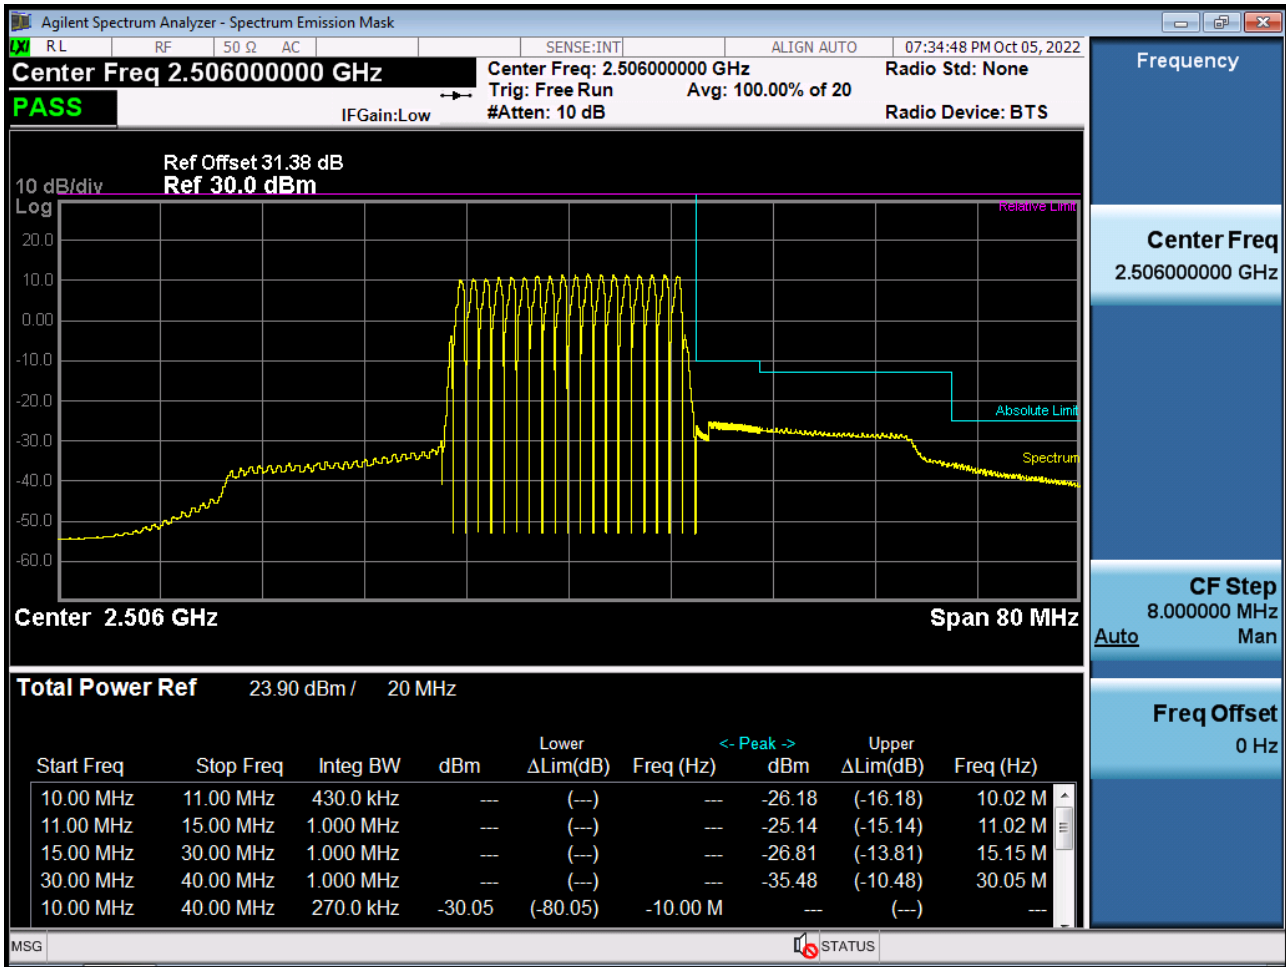 Agilent Spectrum Analyzer - Spectrum Emission Mask
LXI RL RF 50 Ω AC SENSE:INT ALIGN AUTO 07:34:48 PM Oct 05, 2022
Center Freq 2.506000000 GHz Center Freq: 2.506000000 GHz Radio Std: None
Trig: Free Run Avg: 100.00% of 20
PASS IFGain:Low #Atten: 10 dB Radio Device: BTS
Frequency
Ref Offset 31.38 dB
10 dB/div Ref 30.0 dBm
Log
Relative Limit
20.0
10.0
0.00
-10.0
-20.0
Absolute Limit
-30.0
Spectrum
-40.0
-50.0
-60.0
Center 2.506 GHz Span 80 MHz
Center Freq
2.506000000 GHz
CF Step
8.000000 MHz
Auto Man
Freq Offset
0 Hz
Total Power Ref 23.90 dBm / 20 MHz
Lower <- Peak -> Upper
Start Freq Stop Freq Integ BW dBm ΔLim(dB) Freq (Hz) dBm ΔLim(dB) Freq (Hz)
10.00 MHz 11.00 MHz 430.0 kHz --- (---) --- -26.18 (-16.18) 10.02 M
11.00 MHz 15.00 MHz 1.000 MHz --- (---) --- -25.14 (-15.14) 11.02 M
15.00 MHz 30.00 MHz 1.000 MHz --- (---) --- -26.81 (-13.81) 15.15 M
30.00 MHz 40.00 MHz 1.000 MHz --- (---) --- -35.48 (-10.48) 30.05 M
10.00 MHz 40.00 MHz 270.0 kHz -30.05 (-80.05) -10.00 M --- (---) ---
MSG STATUS